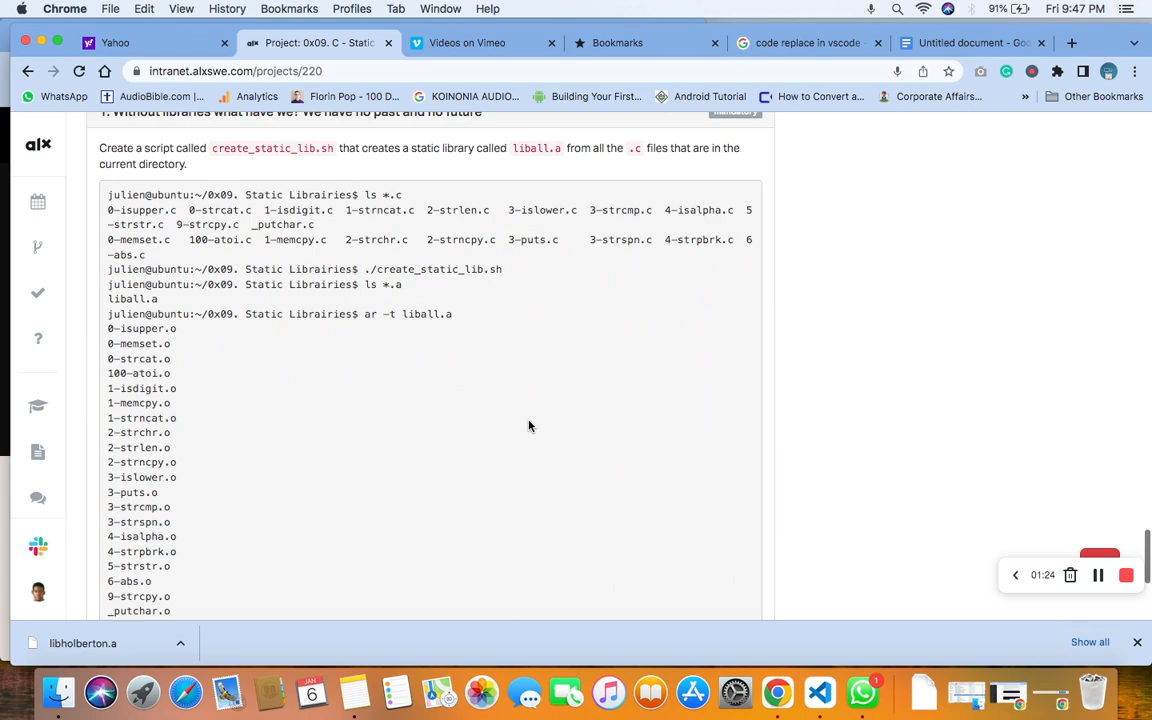 Chrome File Edit View History Bookmarks Profiles Tab Window Help 91% Fri 9:47 PM
Yahoo Project: 0x09. C - Static Videos on Vimeo Bookmarks code replace in vscode - Untitled document - Goo
intranet.alxswe.com/projects/220
WhatsApp AudioBible.com |... Analytics Florin Pop - 100 D... KOINONIA AUDIO... Building Your First... Android Tutorial How to Convert a... Corporate Affairs... » Other Bookmarks
alx
1. Without libraries what have we? We have no past and no future mandatory
Create a script called create_static_lib.sh that creates a static library called liball.a from all the .c files that are in the
current directory.
julien@ubuntu:~/0x09. Static Librairies$ ls *.c
0-isupper.c 0-strcat.c 1-isdigit.c 1-strncat.c 2-strlen.c 3-islower.c 3-strcmp.c 4-isalpha.c 5
-strstr.c 9-strcpy.c _putchar.c
0-memset.c 100-atoi.c 1-memcpy.c 2-strchr.c 2-strncpy.c 3-puts.c 3-strspn.c 4-strpbrk.c 6
-abs.c
julien@ubuntu:~/0x09. Static Librairies$ ./create_static_lib.sh
julien@ubuntu:~/0x09. Static Librairies$ ls *.a
liball.a
julien@ubuntu:~/0x09. Static Librairies$ ar -t liball.a
0-isupper.o
0-memset.o
0-strcat.o
100-atoi.o
1-isdigit.o
1-memcpy.o
1-strncat.o
2-strchr.o
2-strlen.o
2-strncpy.o
3-islower.o
3-puts.o
3-strcmp.o
3-strspn.o
4-isalpha.o
4-strpbrk.o
5-strstr.o
6-abs.o
9-strcpy.o
_putchar.o
01:24
libholberton.a
Show all
JAN
6
1